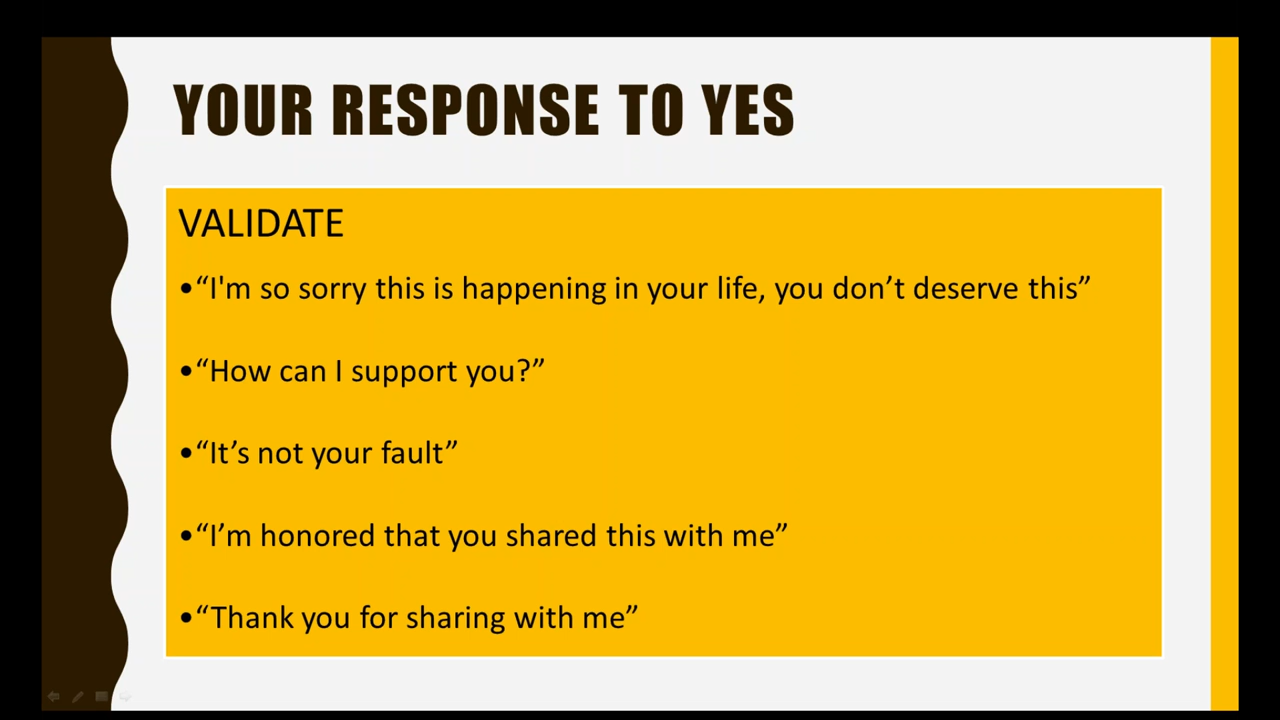 YOUR RESPONSE TO YES
VALIDATE
•“I'm so sorry this is happening in your life, you don’t deserve this”
•“How can I support you?”
•“It’s not your fault”
•“I’m honored that you shared this with me”
•“Thank you for sharing with me”